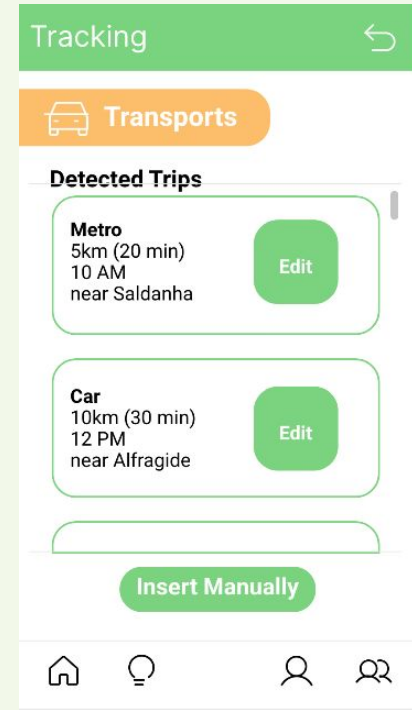 Tracking
Transports
Detected Trips
Metro
5km (20 min)
10 AM
near Saldanha
Edit
Car
10km (30 min)
12 PM
near Alfragide
Edit
Insert Manually